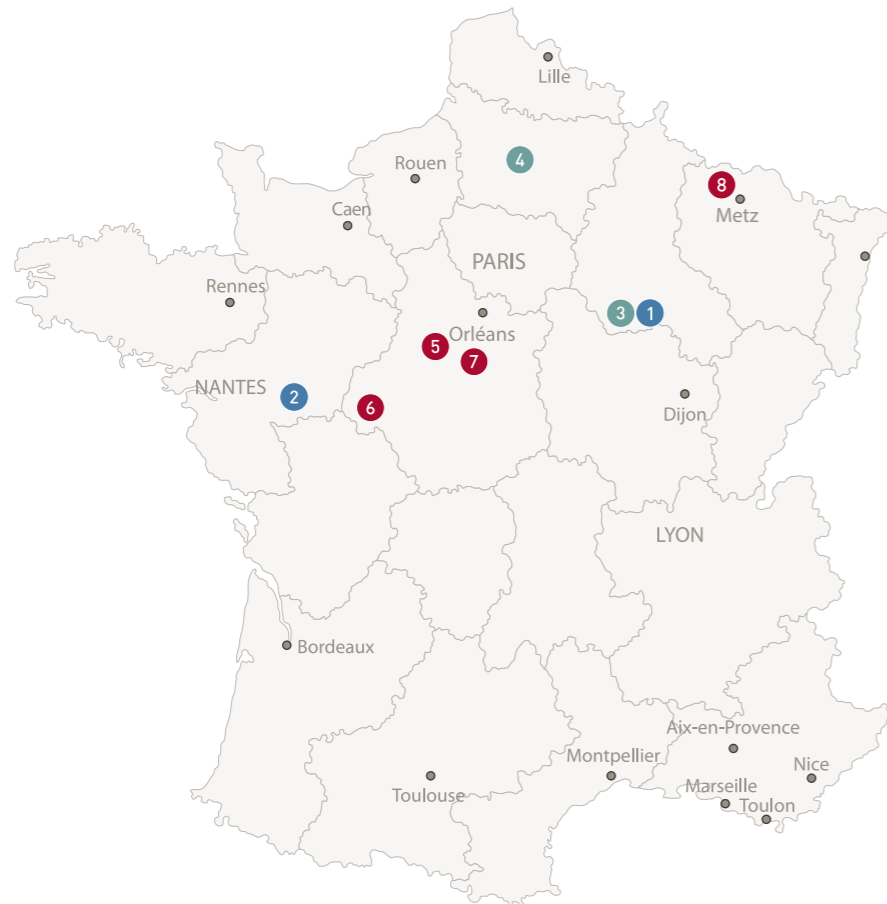 Lille
4
Rouen
8
Metz
Caen
PARIS
Rennes
3
1
Orléans
5
7
NANTES
2
6
Dijon
LYON
Bordeaux
Aix-en-Provence
Montpellier
Nice
Toulouse
Marseille
Toulon